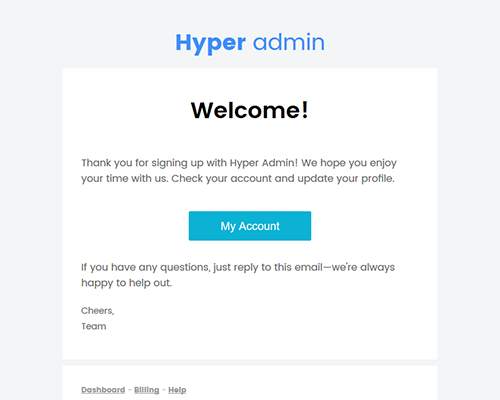 Hyper admin
Welcome!
Thank you for signing up with Hyper Admin! We hope you enjoy
your time with us. Check your account and update your profile.
My Account
If you have any questions, just reply to this email—we're always
happy to help out.
Cheers,
Team
Dashboard - Billing - Help